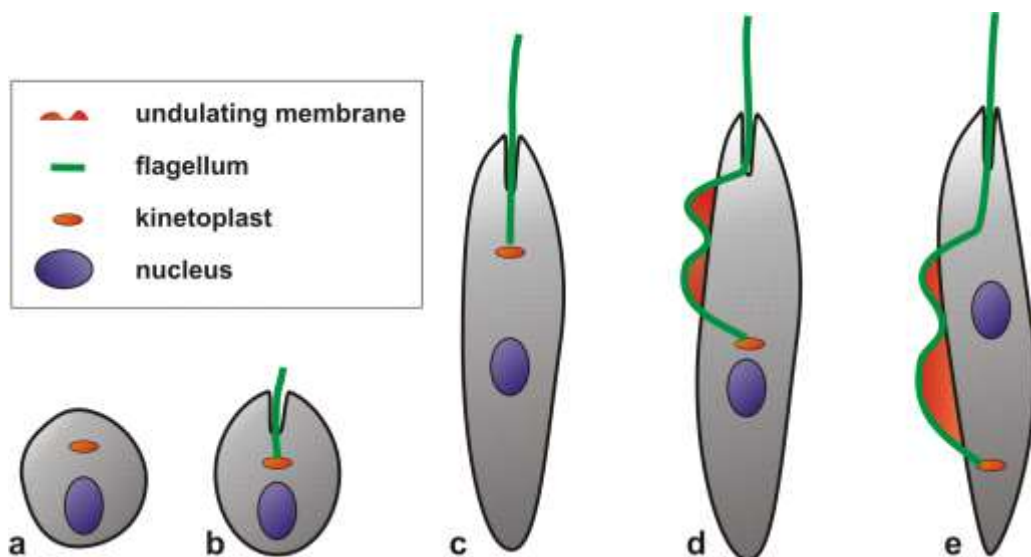 undulating membrane
flagellum
kinetoplast
nucleus
a
b
c
d
e